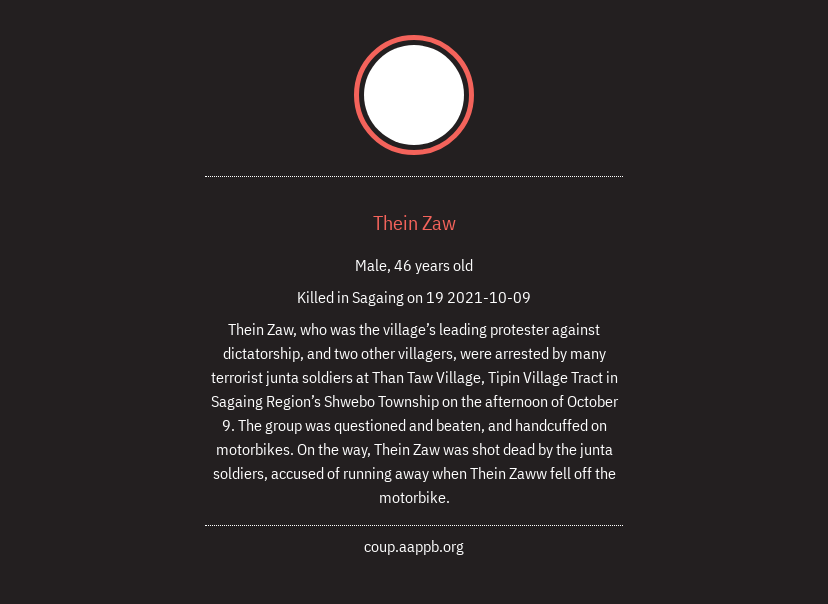 Thein Zaw
Male, 46 years old
Killed in Sagaing on 19 2021-10-09
Thein Zaw, who was the village’s leading protester against
dictatorship, and two other villagers, were arrested by many
terrorist junta soldiers at Than Taw Village, Tipin Village Tract in
Sagaing Region’s Shwebo Township on the afternoon of October
9. The group was questioned and beaten, and handcuffed on
motorbikes. On the way, Thein Zaw was shot dead by the junta
soldiers, accused of running away when Thein Zaww fell off the
motorbike.
coup.aappb.org